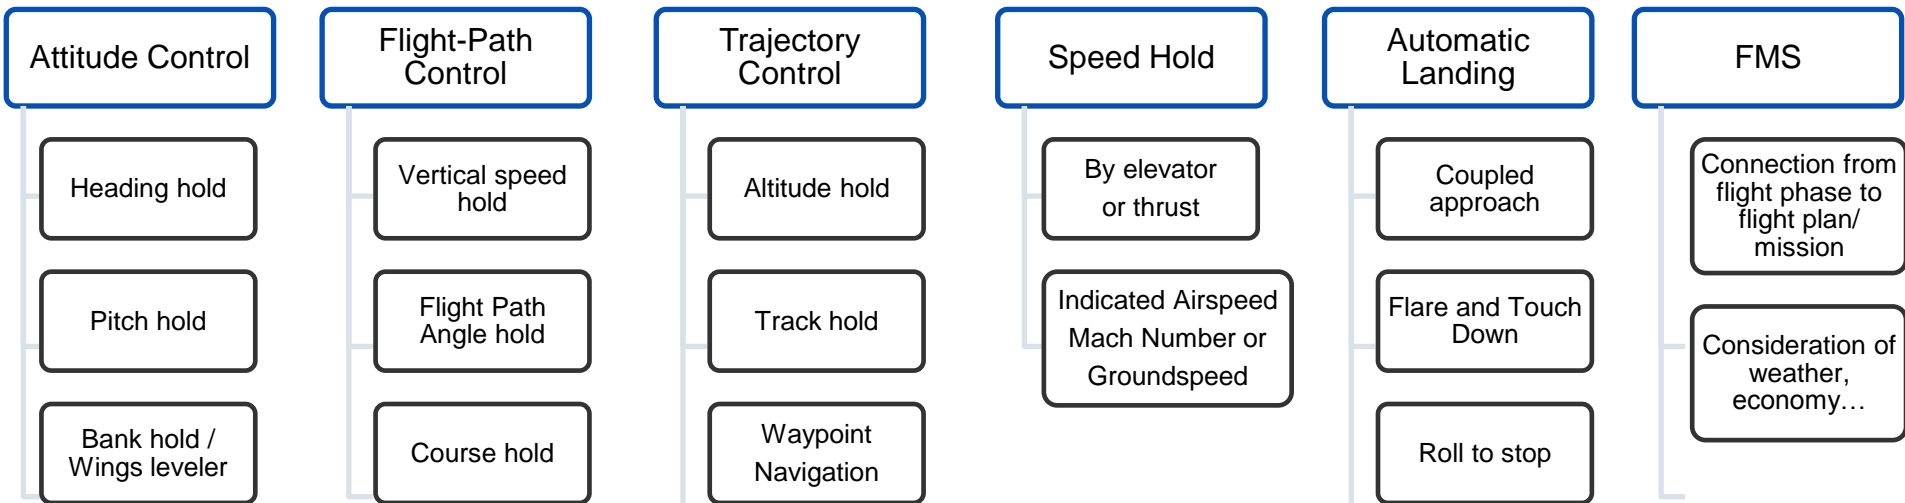 Attitude Control
Heading hold
Pitch hold
Bank hold /
Wings leveler
Flight-Path
Control
Vertical speed
hold
Flight Path
Angle hold
Course hold
Trajectory
Control
Altitude hold
Track hold
Waypoint
Navigation
Speed Hold
By elevator
or thrust
Indicated Airspeed
Mach Number or
Groundspeed
Automatic
Landing
Coupled
approach
Flare and Touch
Down
Roll to stop
FMS
Connection from
flight phase to
flight plan/
mission
Consideration of
weather,
economy…